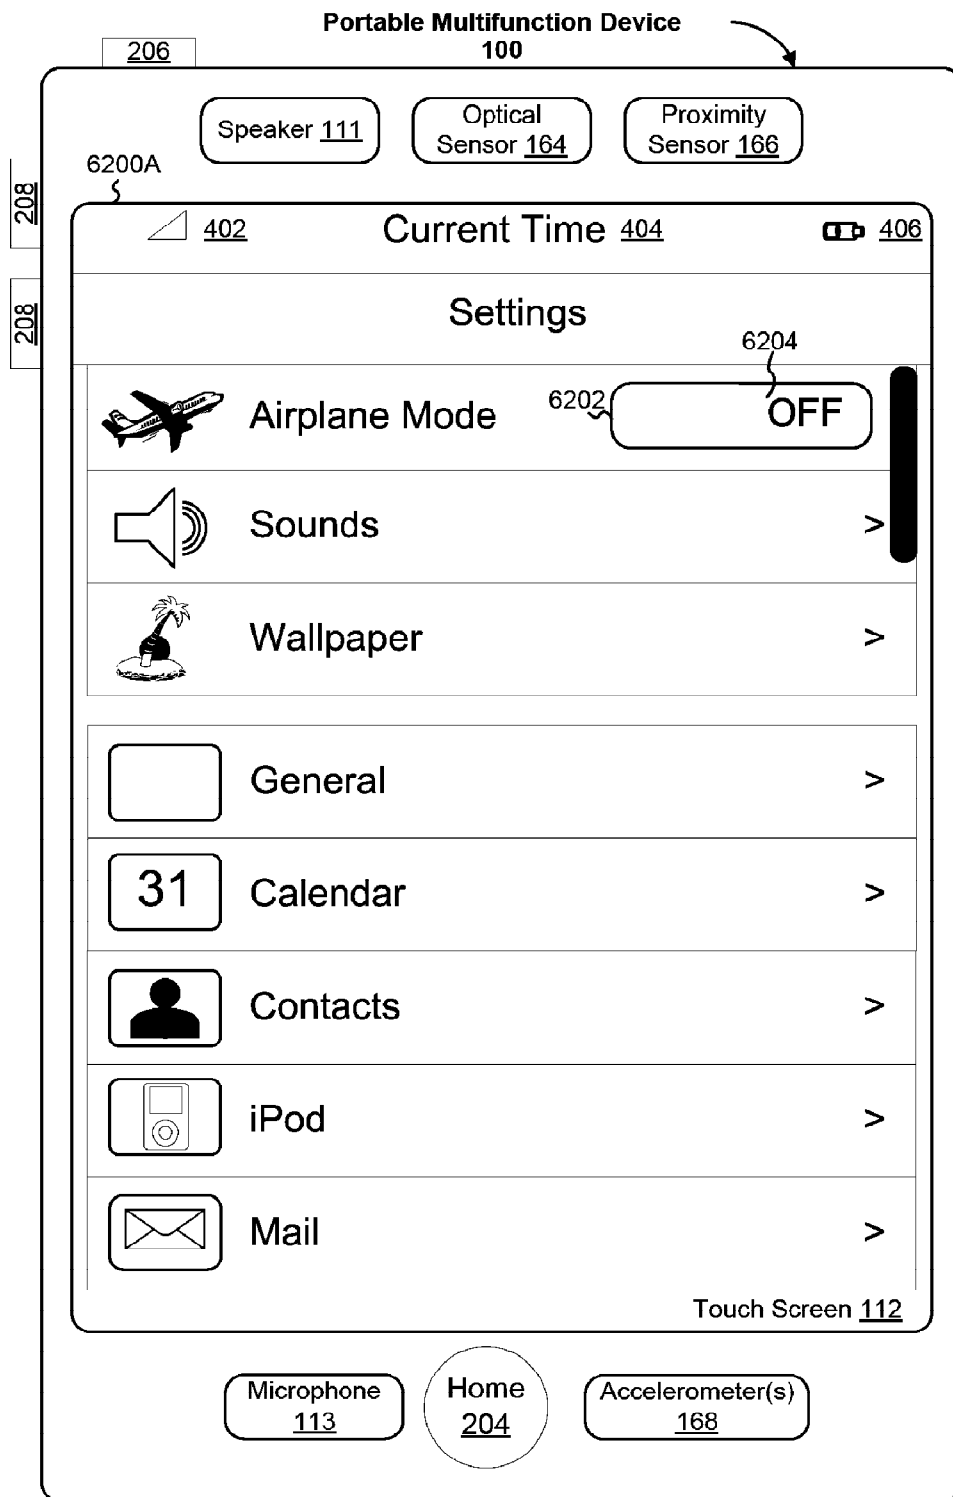 Portable Multifunction Device
100
206
Speaker 111
Optical
Sensor 164
Proximity
Sensor 166
6200A
208
402
Current Time 404
406
Settings
208
6204
Airplane Mode
6202
OFF
Sounds >
Wallpaper >
General >
31
Calendar >
Contacts >
iPod >
Mail >
Touch Screen 112
Microphone
113
Home
204
Accelerometer(s)
168